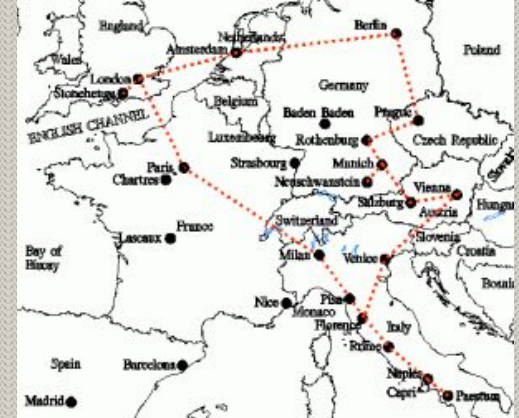 England
Berlin
Netherlands
Amsterdam
Poland
Wales
London
Stonehenge
Germany
Belgium
Baden Baden
Prague
ENGLISH CHANNEL
Rothenburg
Czech Republic
Luxembourg
Strasbourg
Munich
Paris
Chartres
Neuschwanstein
Vienna
Salzburg
Austria
Switzerland
France
Slovenia
Lascaux
Croatia
Bay of
Biscay
Milan
Venice
Nice
Monaco
Pisa
Florence
Italy
Rome
Spain
Barcelona
Naples
Capri
Paestum
Madrid